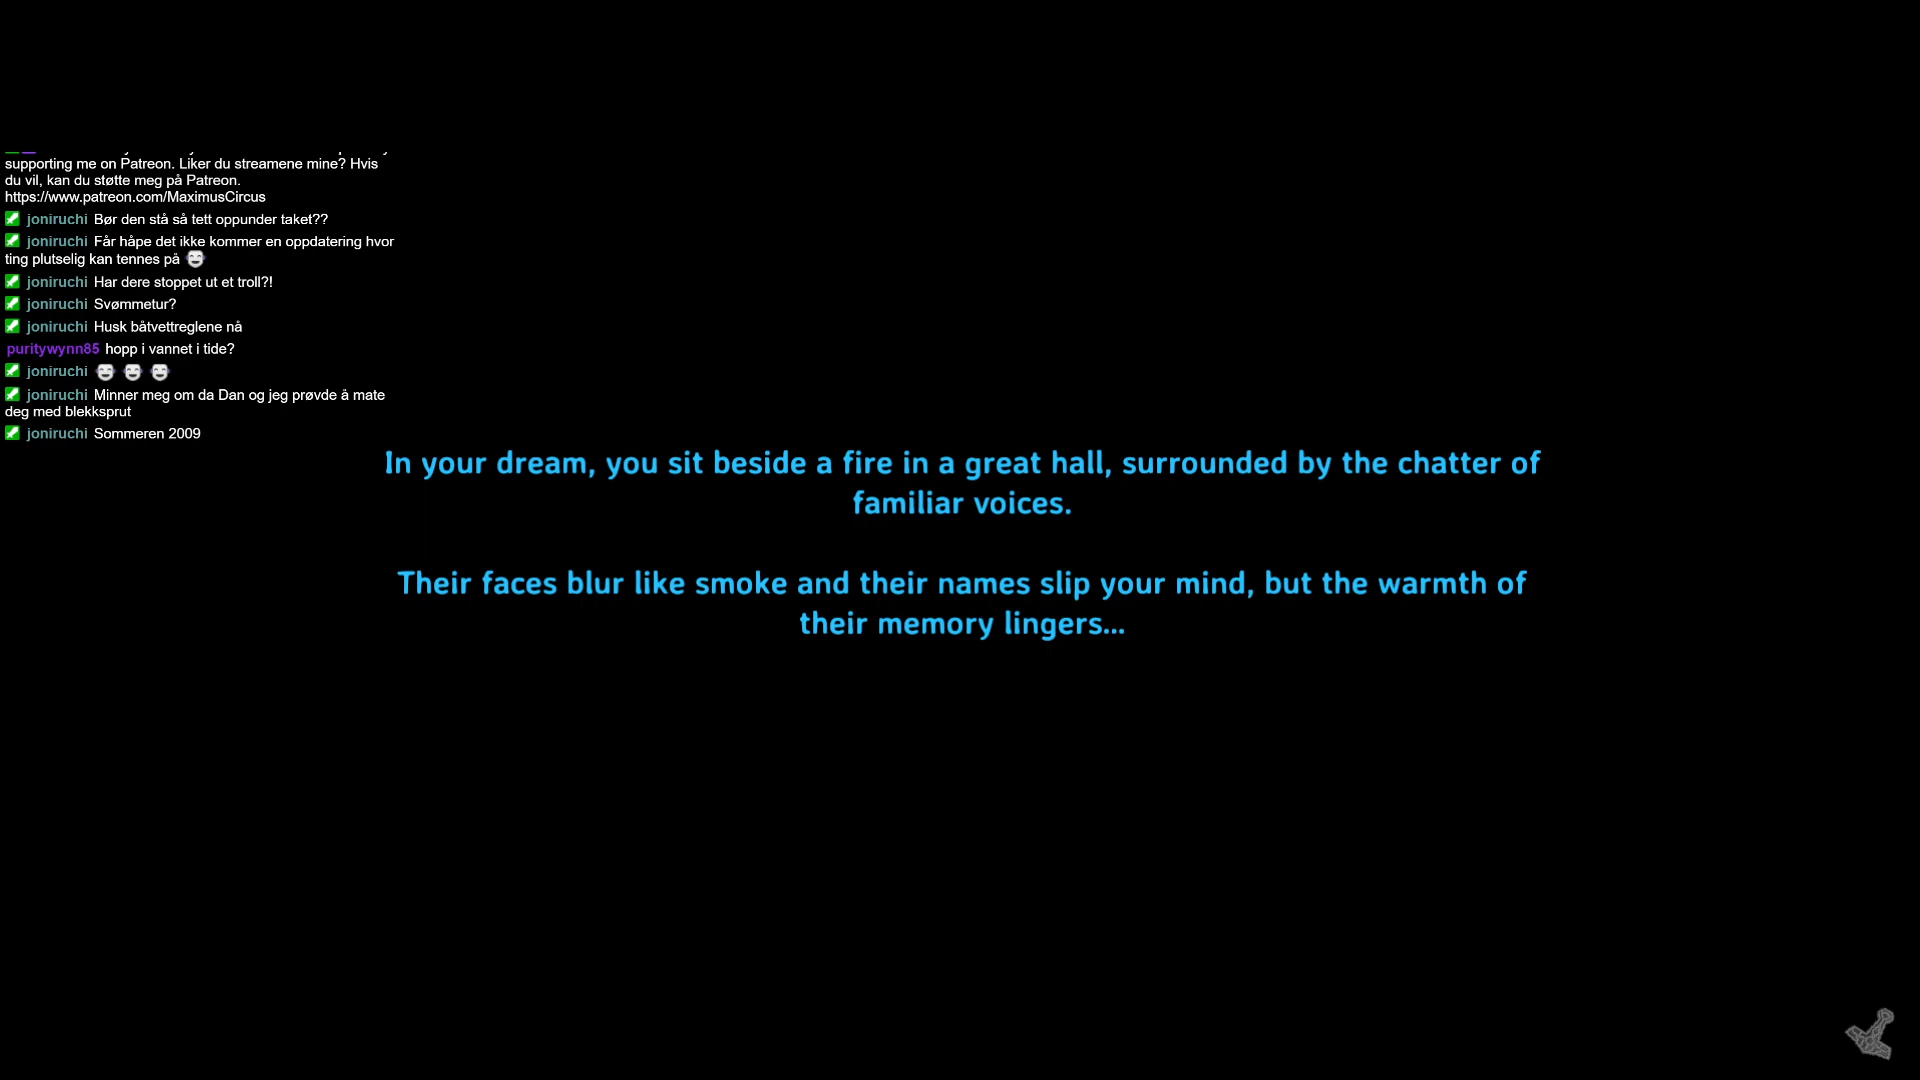 supporting me on Patreon. Liker du streamene mine? Hvis
du vil, kan du støtte meg på Patreon.
https://www.patreon.com/MaximusCircus
joniruchi Bør den stå så tett oppunder taket??
joniruchi Får håpe det ikke kommer en oppdatering hvor
ting plutselig kan tennes på
joniruchi Har dere stoppet ut et troll?!
joniruchi Svømmetur?
joniruchi Husk båtvettreglene nå
puritywynn85 hopp i vannet i tide?
joniruchi
joniruchi Minner meg om da Dan og jeg prøvde å mate
deg med blekksprut
joniruchi Sommeren 2009
In your dream, you sit beside a fire in a great hall, surrounded by the chatter of
familiar voices.
Their faces blur like smoke and their names slip your mind, but the warmth of
their memory lingers...